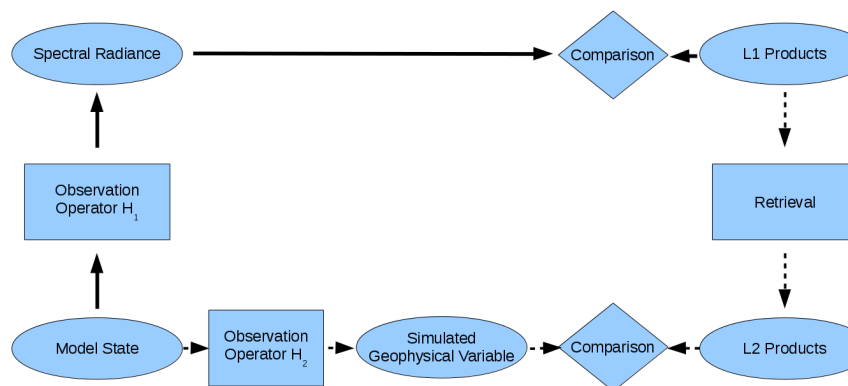 Spectral Radiance
Comparison
L1 Products
Observation
Operator H₁
Retrieval
Model State
Observation
Operator H₂
Simulated
Geophysical Variable
Comparison
L2 Products